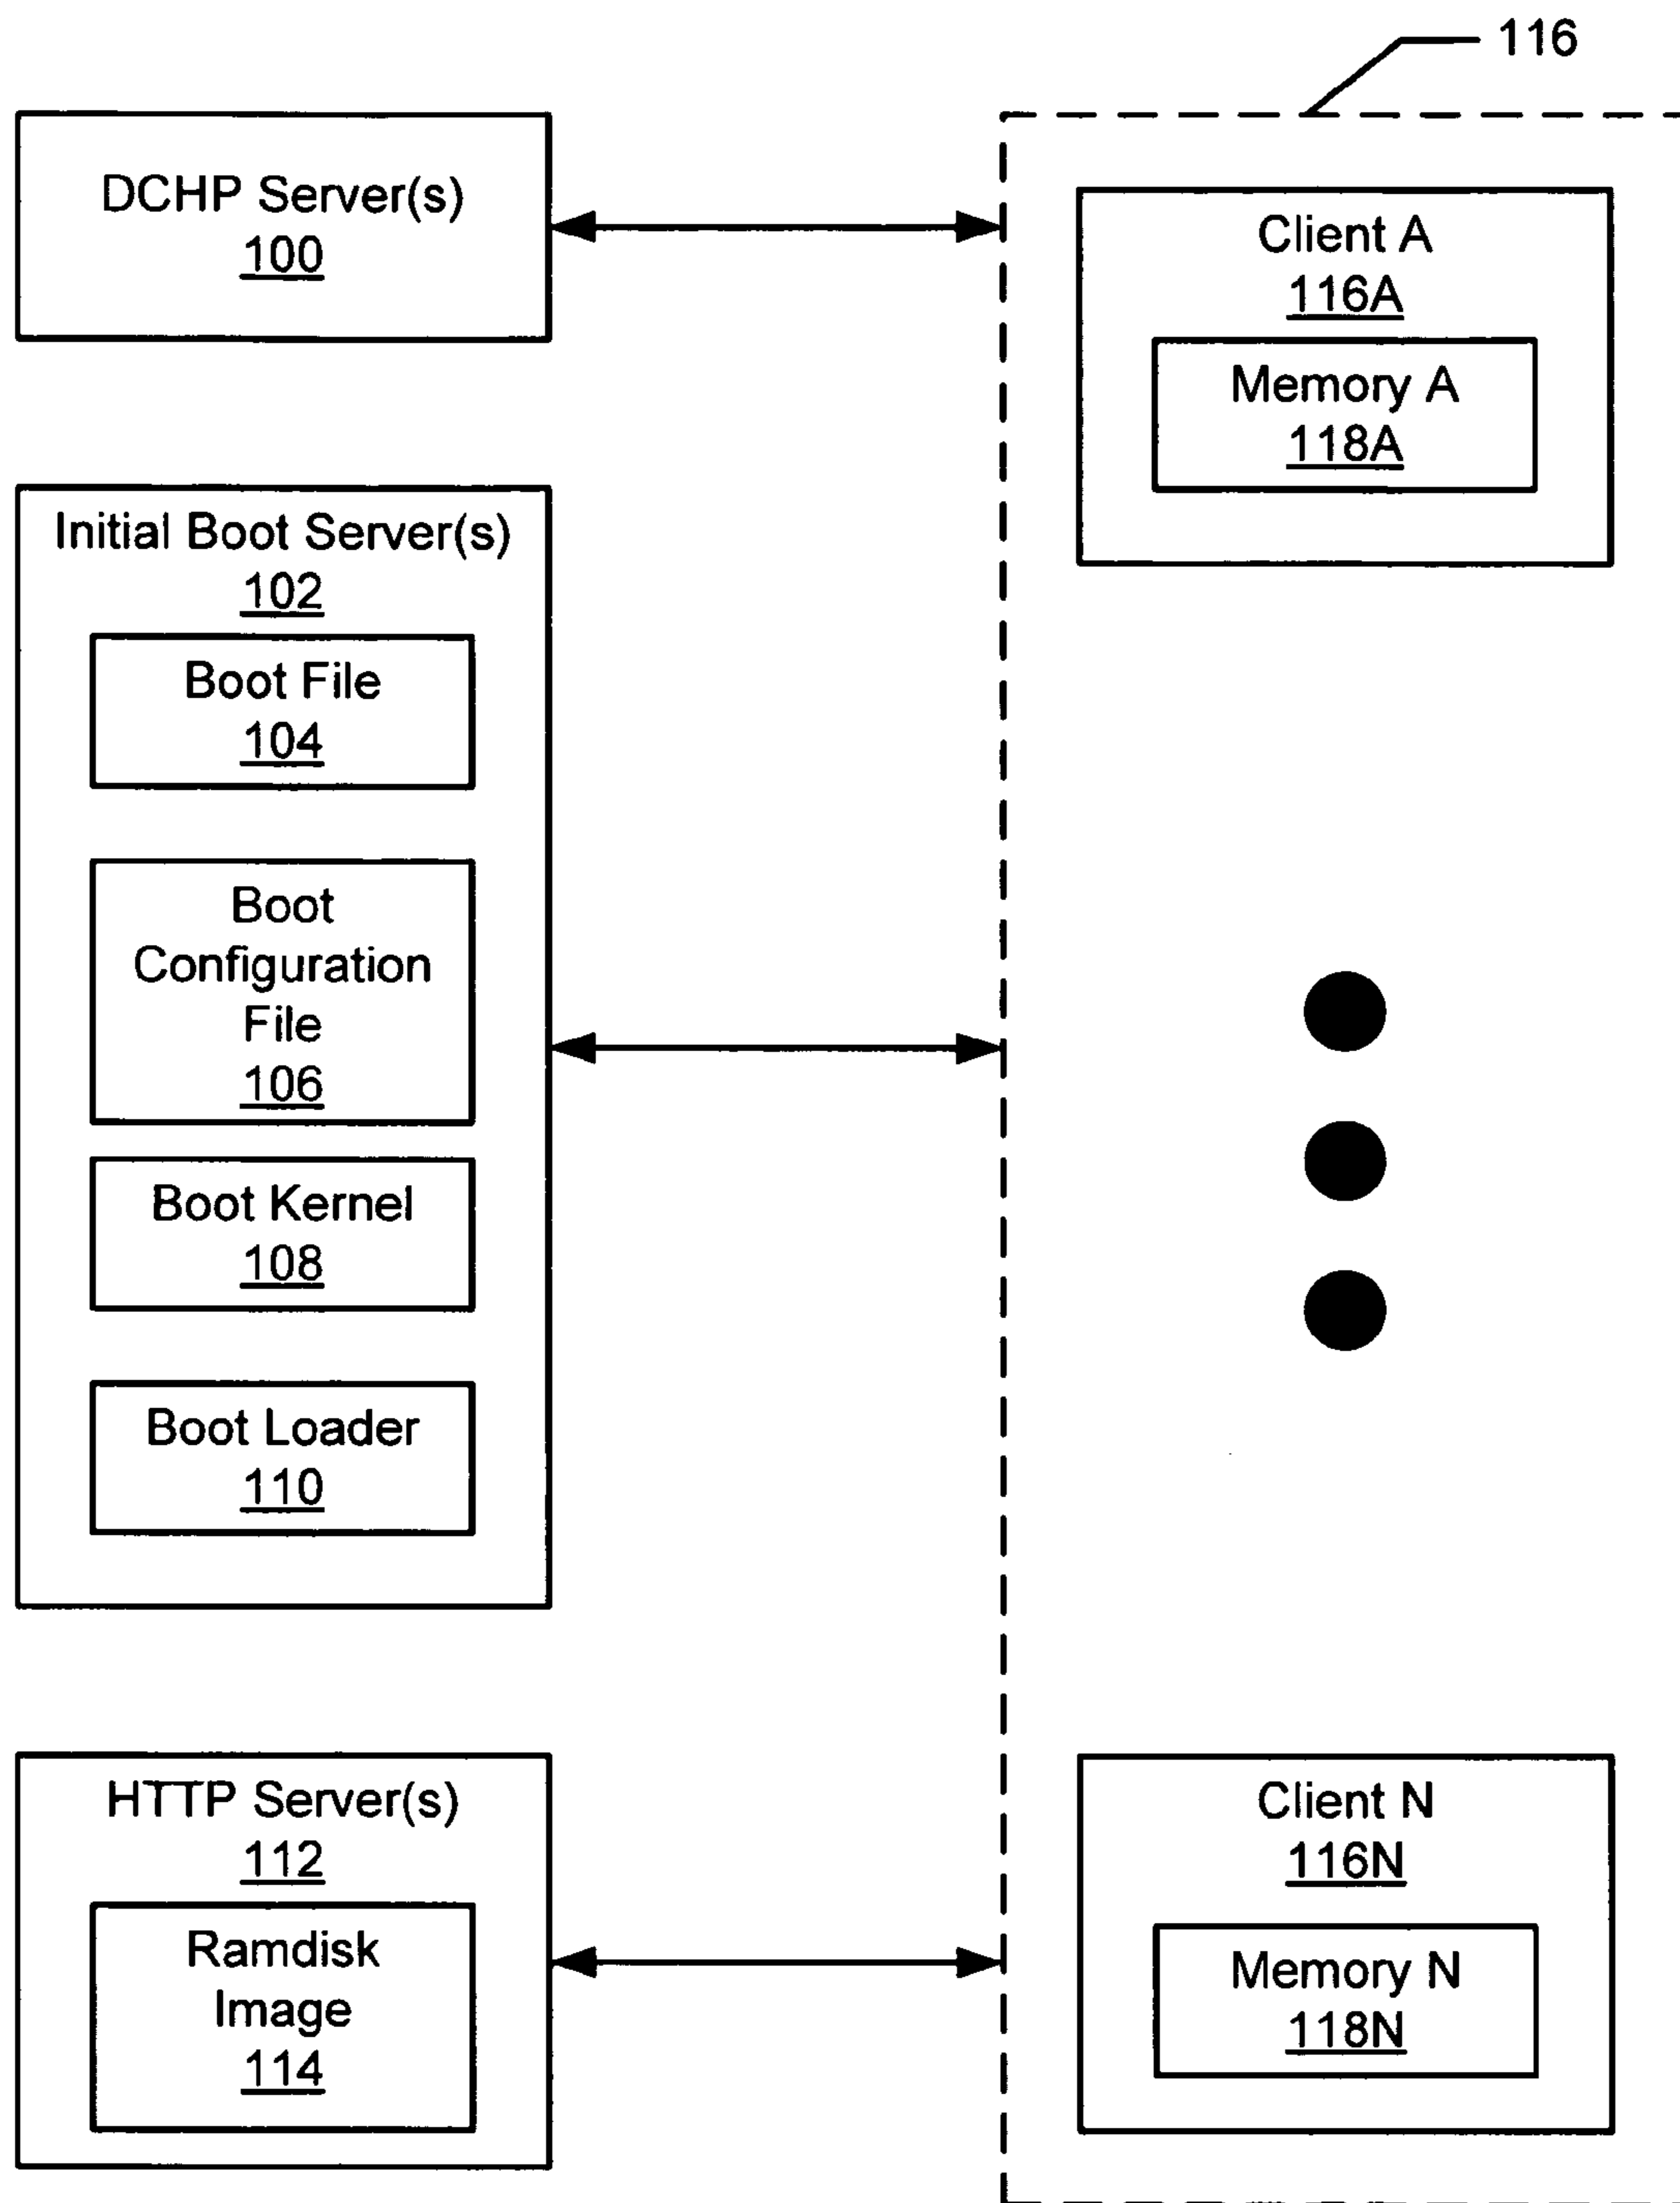 116
DCHP Server(s)
100
Initial Boot Server(s)
102
Boot File
104
Boot
Configuration
File
106
Boot Kernel
108
Boot Loader
110
HTTP Server(s)
112
Ramdisk
Image
114
Client A
116A
Memory A
118A
Client N
116N
Memory N
118N